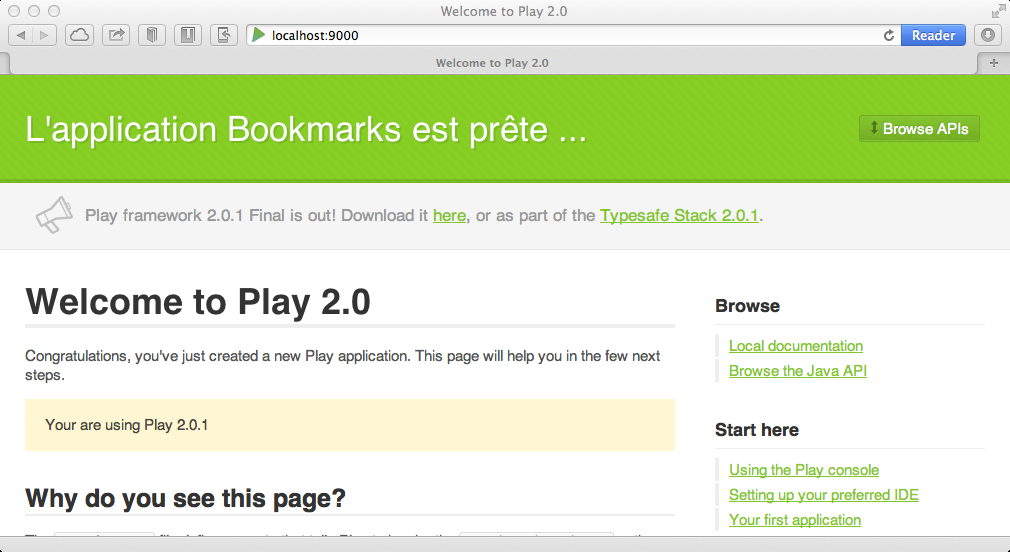 Welcome to Play 2.0
localhost:9000
Reader
Welcome to Play 2.0
L'application Bookmarks est prête ...
Browse APIs
Play framework 2.0.1 Final is out! Download it here, or as part of the Typesafe Stack 2.0.1.
Welcome to Play 2.0
Congratulations, you've just created a new Play application. This page will help you in the few next
steps.
Your are using Play 2.0.1
Why do you see this page?
Browse
Local documentation
Browse the Java API
Start here
Using the Play console
Setting up your preferred IDE
Your first application